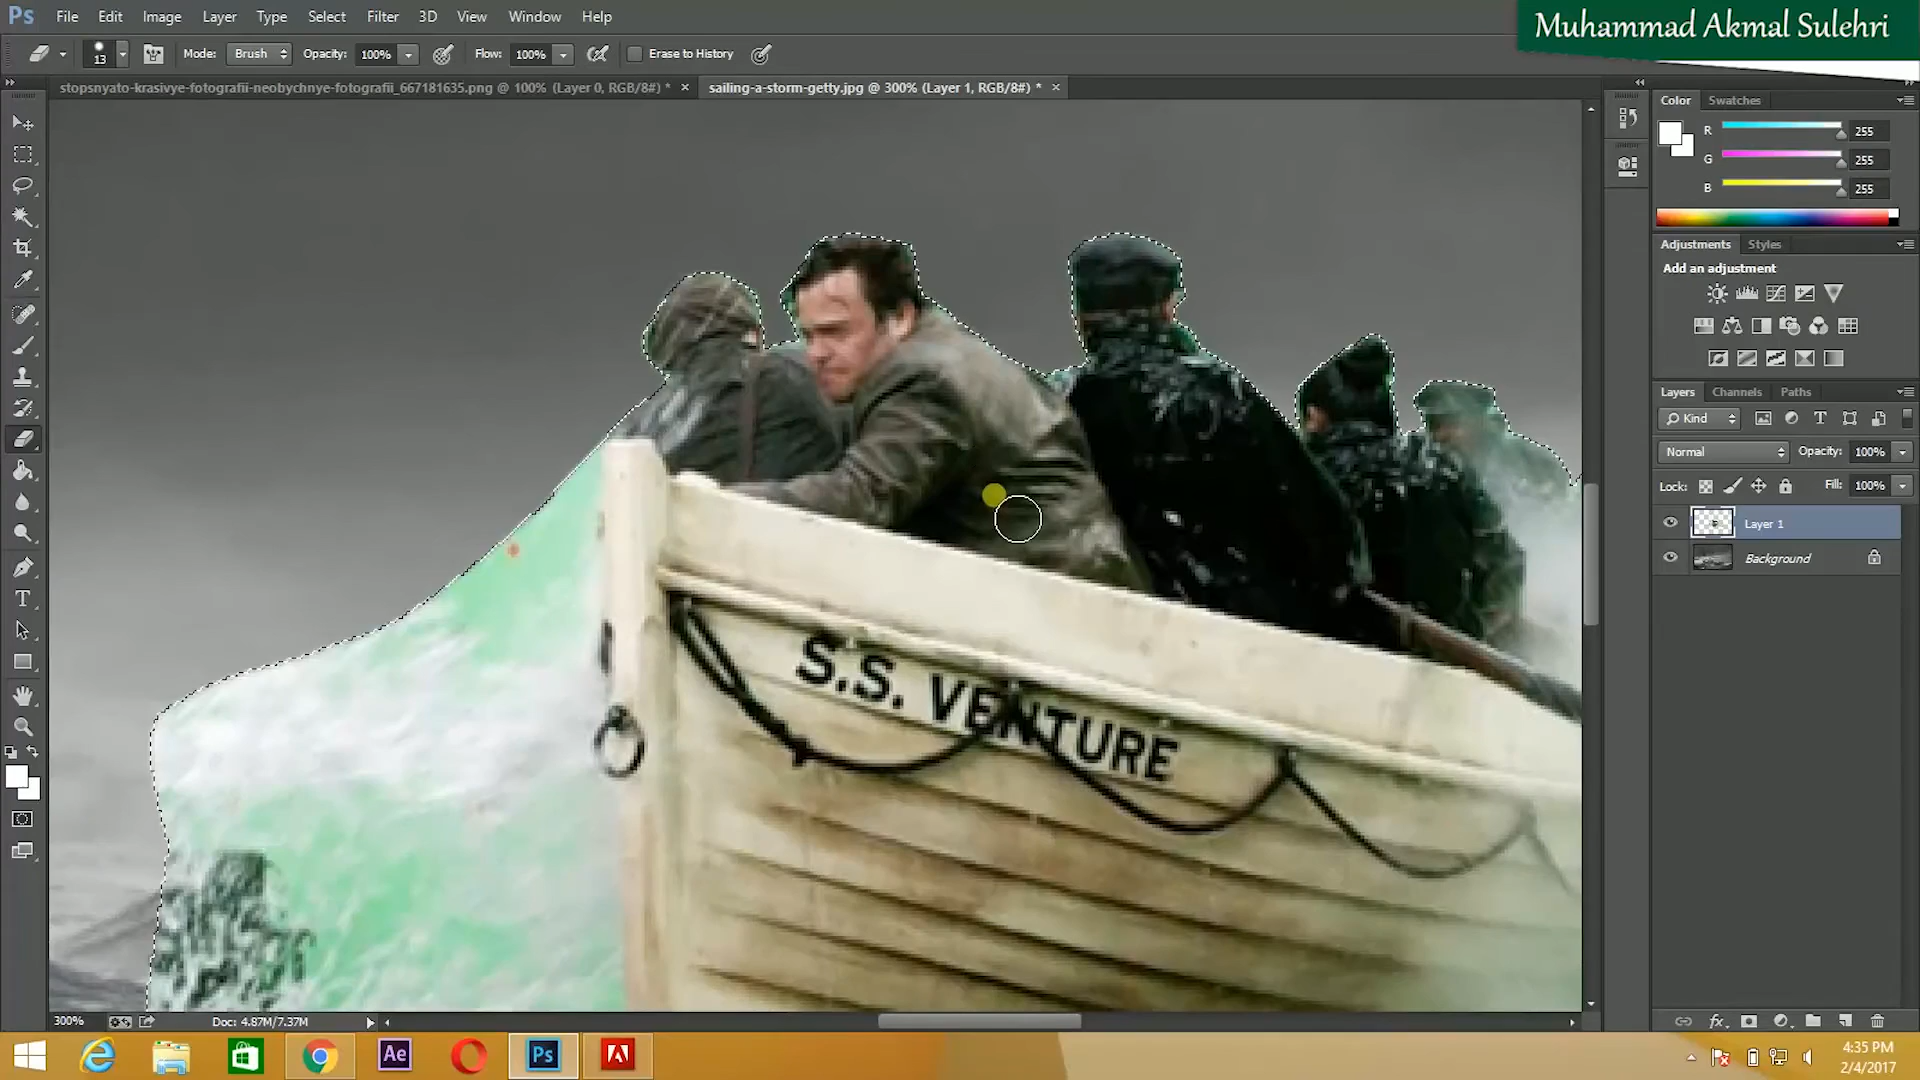 Ps File Edit Image Layer Type Select Filter 3D View Window Help
Muhammad Akmal Sulehri
13 Mode: Brush Opacity: 100% Flow: 100% Erase to History
stopsnyato-krasivye-fotografii-neobychnye-fotografii_667181635.png @ 100% (Layer 0, RGB/8#) * ×
sailing-a-storm-getty.jpg @ 300% (Layer 1, RGB/8#) * ×
Color Swatches
R 255
G 255
B 255
Adjustments Styles
Add an adjustment
Layers Channels Paths
Kind
Normal Opacity: 100%
Lock: Fill: 100%
Layer 1
Background
S.S. VENTURE
300% Doc: 4.87M/7.37M
Ae Ps
4:35 PM
2/4/2017